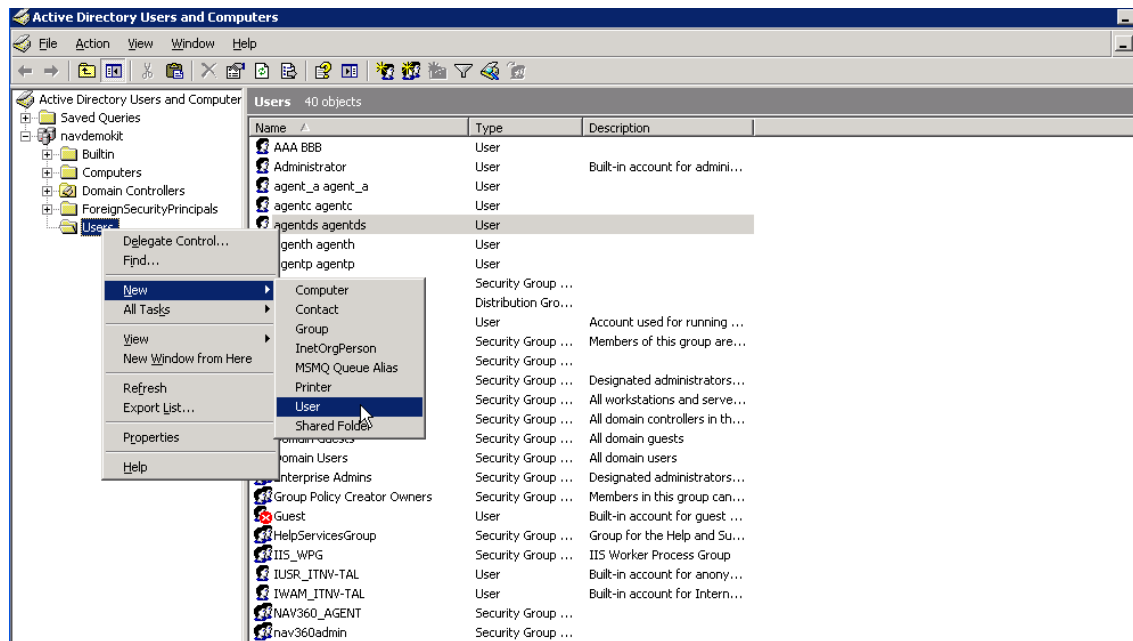 Active Directory Users and Computers
File Action View Window Help
Active Directory Users and Computer
Saved Queries
navdemokit
Builtin
Computers
Domain Controllers
ForeignSecurityPrincipals
Users
Users 40 objects
Name Type Description
AAA BBB User
Administrator User Built-in account for admini...
agent_a agent_a User
agentc agentc User
agentds agentds User
genth agenth User
gentp agentp User
Security Group ...
Distribution Gro...
User Account used for running ...
Security Group ... Members of this group are...
Security Group ...
Security Group ... Designated administrators...
Security Group ... All workstations and serve...
Security Group ... All domain controllers in th...
Domain Guests Security Group ... All domain guests
omain Users Security Group ... All domain users
Enterprise Admins Security Group ... Designated administrators...
Group Policy Creator Owners Security Group ... Members in this group can...
Guest User Built-in account for guest ...
HelpServicesGroup Security Group ... Group for the Help and Su...
IIS_WPG Security Group ... IIS Worker Process Group
IUSR_ITNV-TAL User Built-in account for anony...
IWAM_ITNV-TAL User Built-in account for Intern...
NAV360_AGENT Security Group ...
nav360admin Security Group ...
Delegate Control...
Find...
New
All Tasks
View
New Window from Here
Refresh
Export List...
Properties
Help
Computer
Contact
Group
InetOrgPerson
MSMQ Queue Alias
Printer
User
Shared Folder